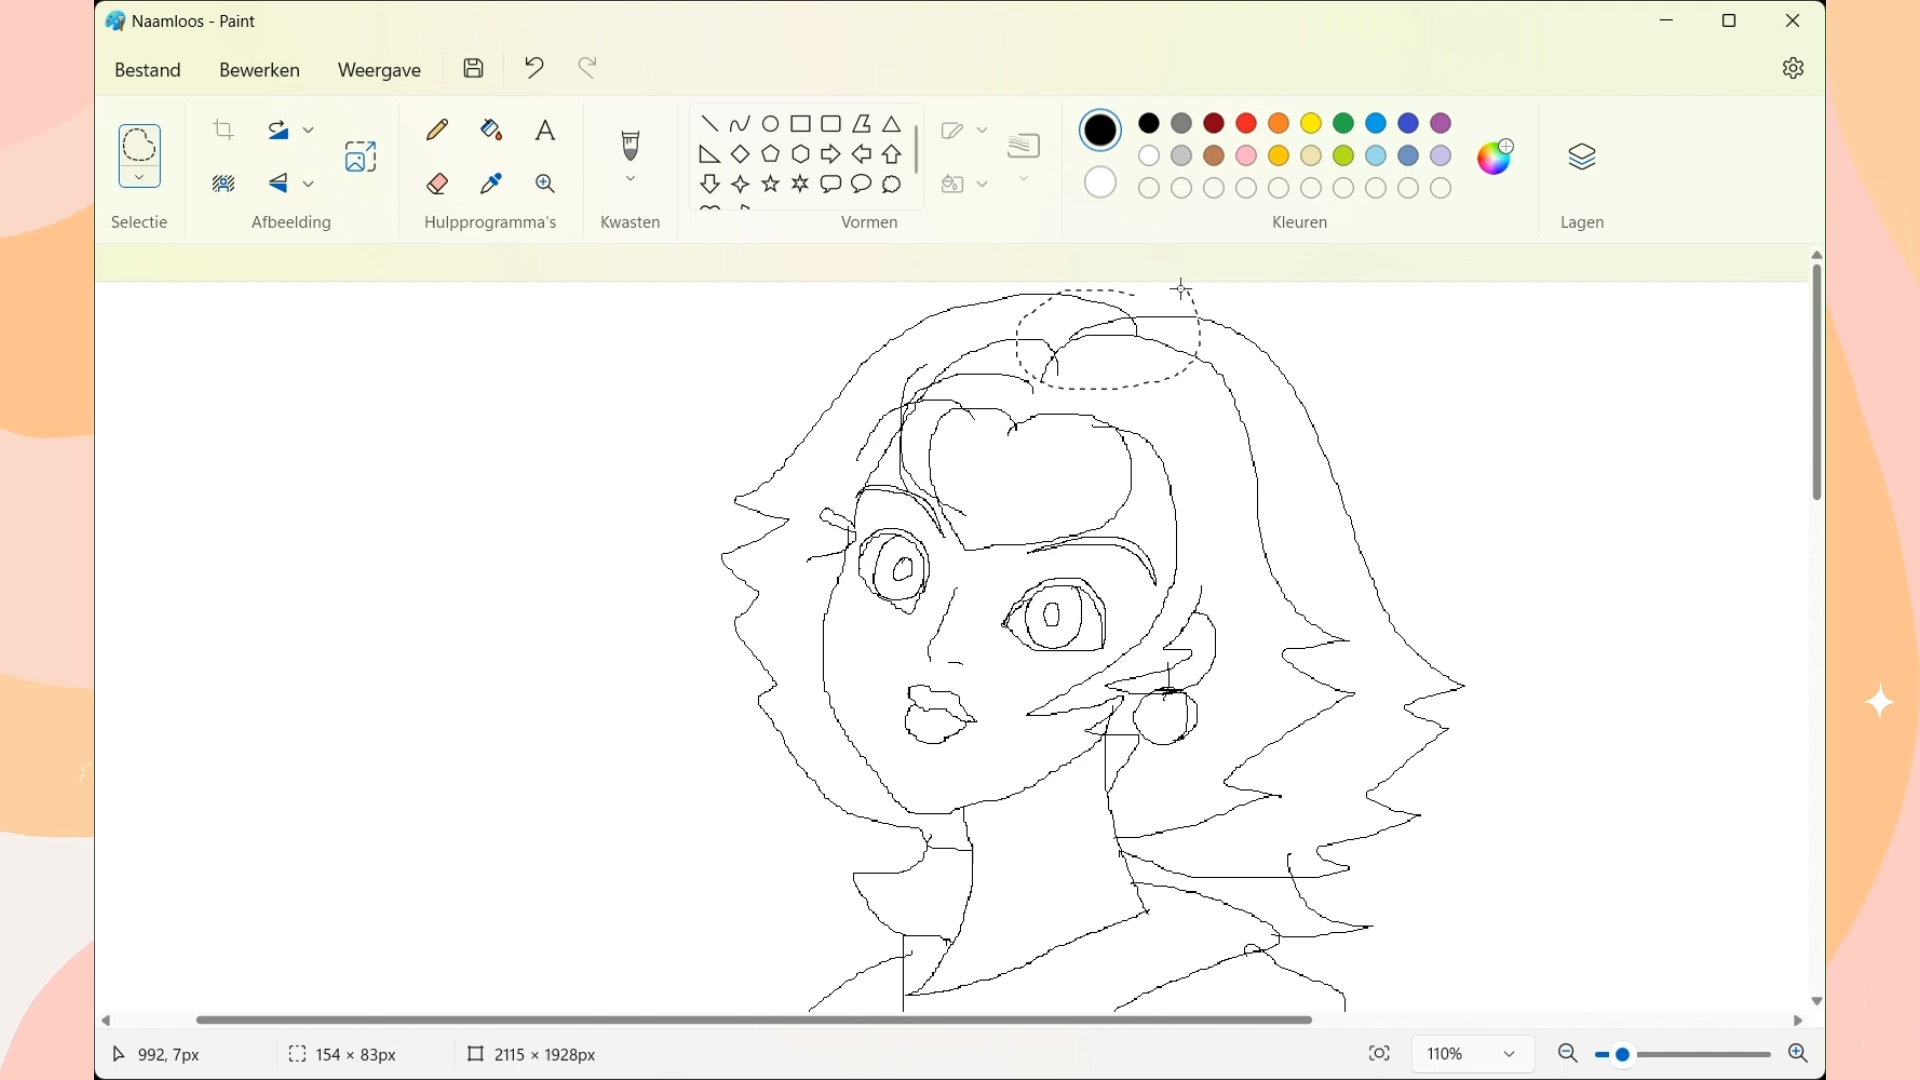 Naamloos - Paint
Bestand Bewerken Weergave
A
Selectie Afbeelding Hulpprogramma's Kwasten Vormen Kleuren Lagen
992, 7px 154 × 83px 2115 × 1928px 110%